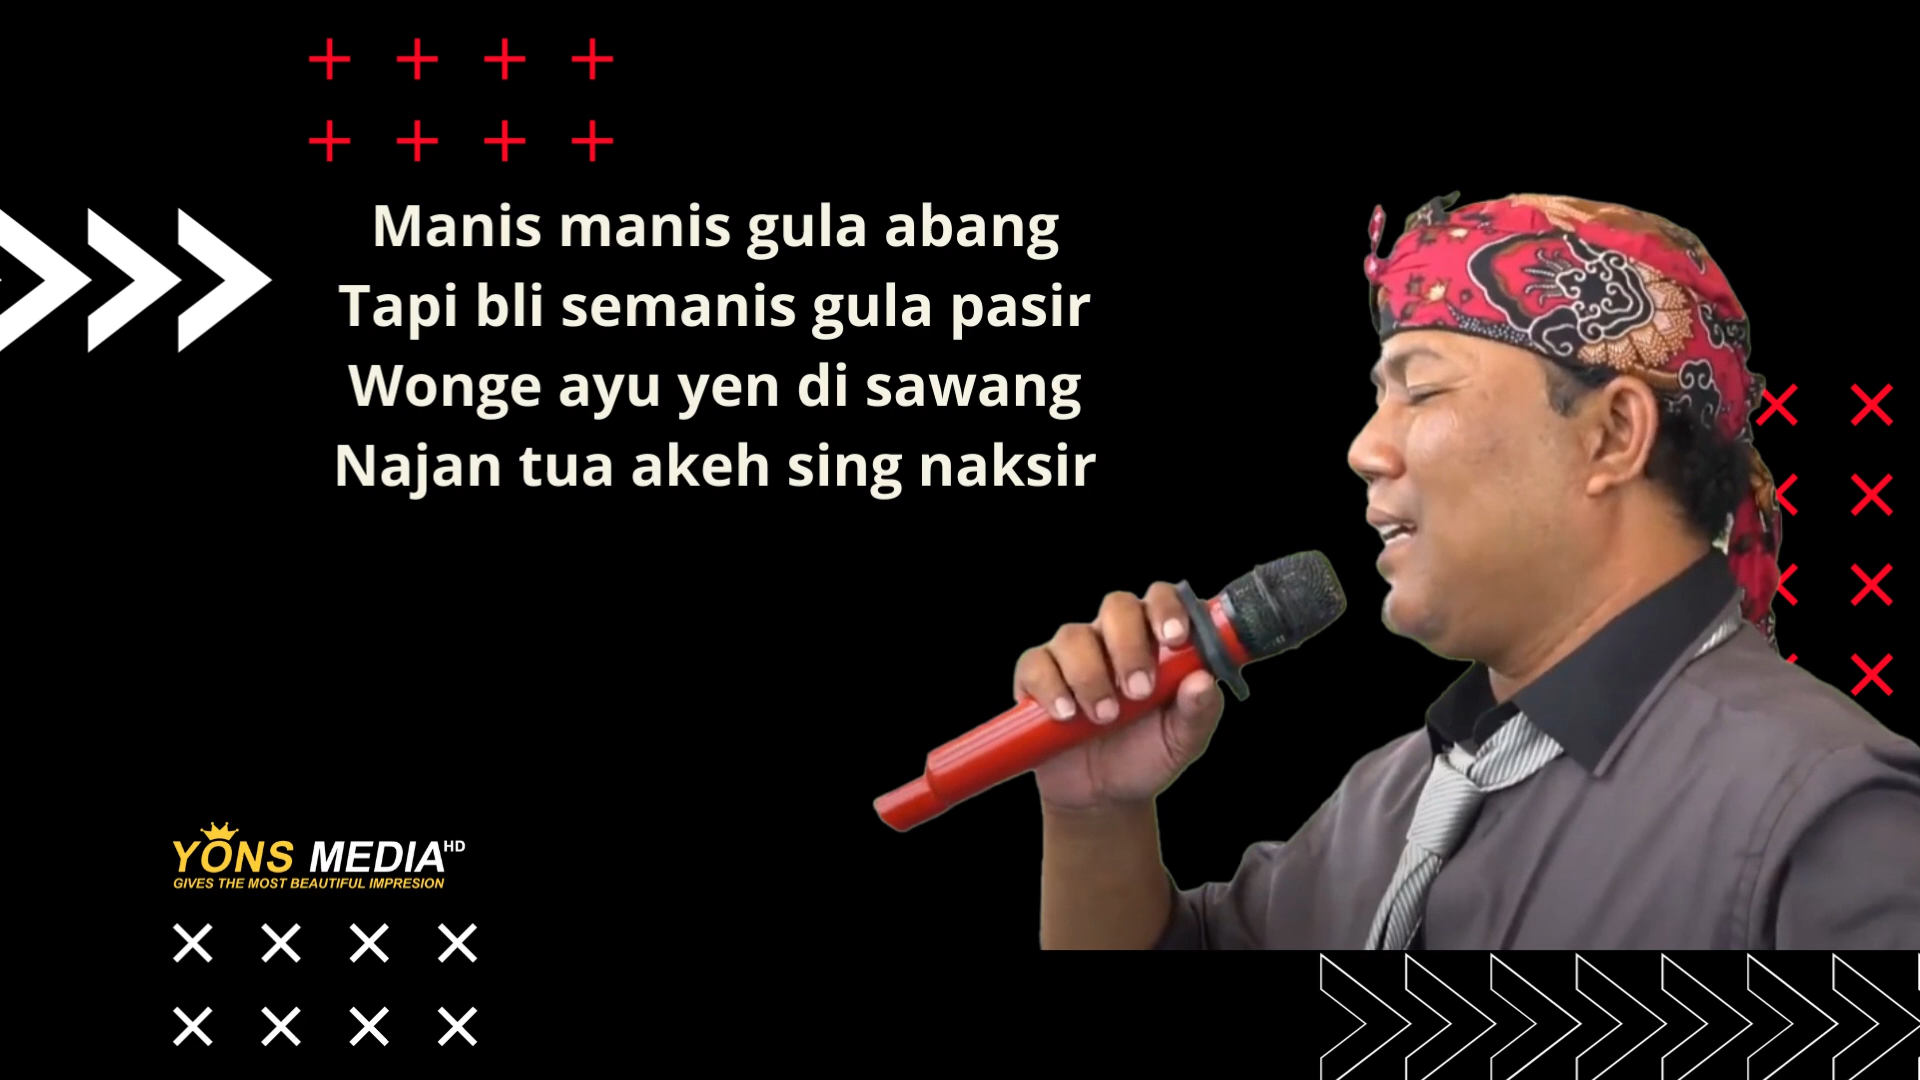 Manis manis gula abang
Tapi bli semanis gula pasir
Wonge ayu yen di sawang
Najan tua akeh sing naksir
YONS MEDIA HD
GIVES THE MOST BEAUTIFUL IMPRESION